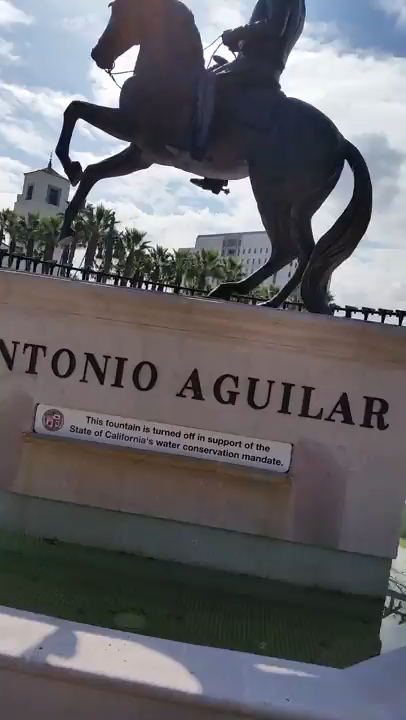 NTONIO AGUILAR
This fountain is turned off in support of the
State of California's water conservation mandate.